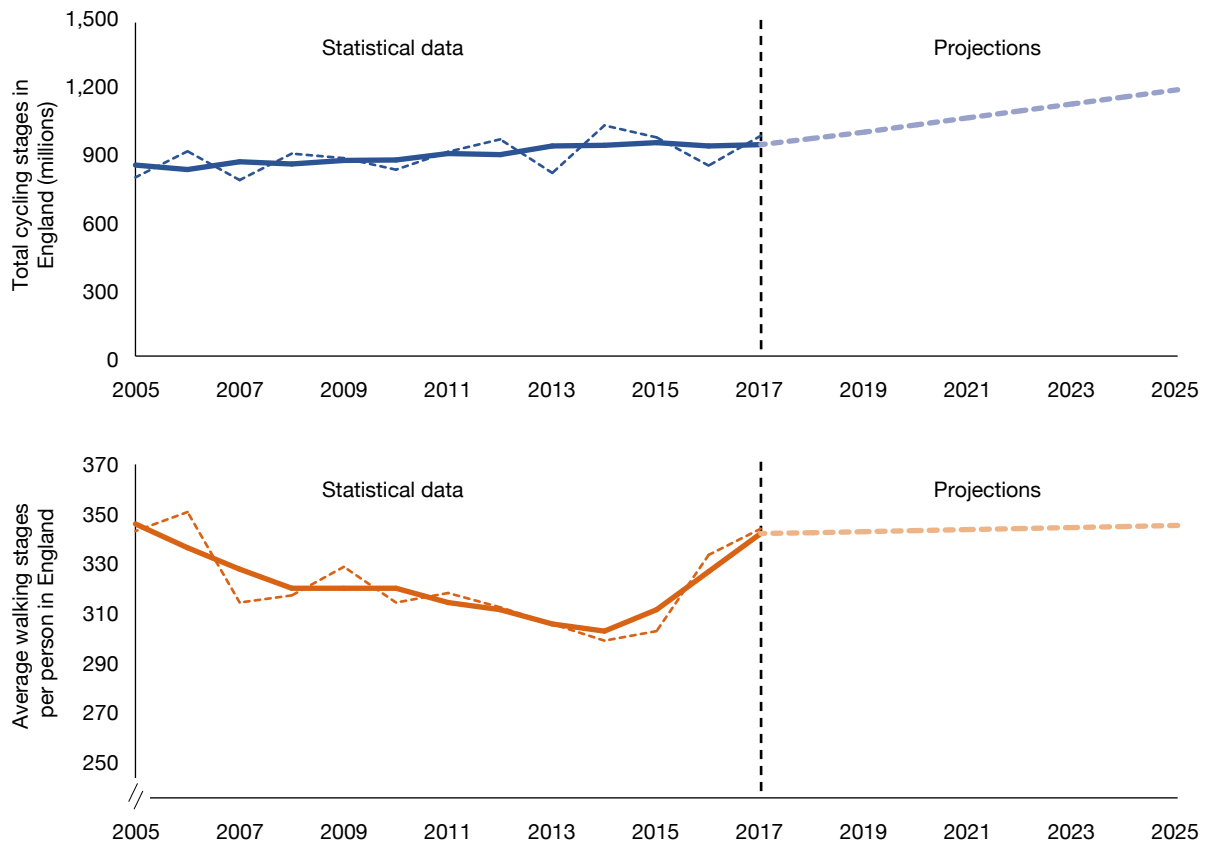 1,500
1,200
900
600
300
0
Total cycling stages in
England (millions)
Statistical data
Projections
2005 2007 2009 2011 2013 2015 2017 2019 2021 2023 2025
370
350
330
310
290
270
250
Average walking stages
per person in England
Statistical data
Projections
2005 2007 2009 2011 2013 2015 2017 2019 2021 2023 2025